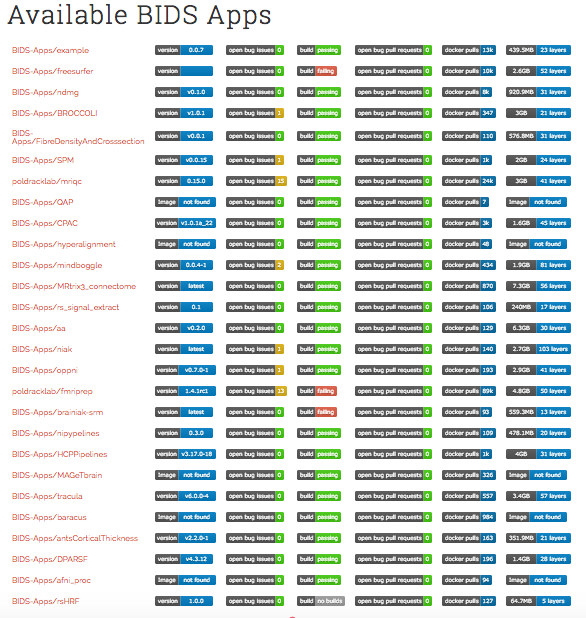 Available BIDS Apps
BIDS-Apps/example version 0.0.7 open bug issues 0 build passing open bug pull requests 0 docker pulls 13k 439.5MB 23 layers
BIDS-Apps/freesurfer version open bug issues 0 build failing open bug pull requests 0 docker pulls 10k 2.6GB 52 layers
BIDS-Apps/ndmg version v0.1.0 open bug issues 0 build passing open bug pull requests 0 docker pulls 8k 920.9MB 31 layers
BIDS-Apps/BROCCOLI version v1.0.1 open bug issues 1 build passing open bug pull requests 0 docker pulls 347 3GB 21 layers
BIDS-
Apps/FibreDensityAndCrosssection version v0.0.1 open bug issues 0 build passing open bug pull requests 0 docker pulls 110 576.8MB 31 layers
BIDS-Apps/SPM version v0.0.15 open bug issues 1 build passing open bug pull requests 0 docker pulls 1k 2GB 24 layers
poldracklab/mriqc version 0.15.0 open bug issues 15 build passing open bug pull requests 0 docker pulls 24k 3GB 41 layers
BIDS-Apps/QAP Image not found open bug issues 0 build passing open bug pull requests 0 docker pulls 7 Image not found
BIDS-Apps/CPAC version v1.0.1a_22 open bug issues 0 build passing open bug pull requests 0 docker pulls 3k 1.6GB 45 layers
BIDS-Apps/hyperalignment Image not found open bug issues 0 build passing open bug pull requests 0 docker pulls 48 Image not found
BIDS-Apps/mindboggle version 0.0.4-1 open bug issues 2 build passing open bug pull requests 0 docker pulls 434 1.9GB 81 layers
BIDS-Apps/MRtrix3_connectome version latest open bug issues 0 build passing open bug pull requests 0 docker pulls 870 7.3GB 56 layers
BIDS-Apps/rs_signal_extract version 0.1 open bug issues 0 build passing open bug pull requests 0 docker pulls 106 240MB 17 layers
BIDS-Apps/aa version v0.2.0 open bug issues 0 build passing open bug pull requests 0 docker pulls 129 6.3GB 30 layers
BIDS-Apps/niak version latest open bug issues 1 build passing open bug pull requests 0 docker pulls 140 2.7GB 103 layers
BIDS-Apps/oppni version v0.7.0-1 open bug issues 1 build passing open bug pull requests 0 docker pulls 193 2.9GB 41 layers
poldracklab/fmriprep version 1.4.1rc1 open bug issues 13 build failing open bug pull requests 0 docker pulls 89k 4.8GB 50 layers
BIDS-Apps/brainiak-srm version latest open bug issues 0 build failing open bug pull requests 0 docker pulls 93 559.3MB 13 layers
BIDS-Apps/nipypelines version 0.3.0 open bug issues 0 build passing open bug pull requests 0 docker pulls 109 478.1MB 20 layers
BIDS-Apps/HCPPipelines version v3.17.0-18 open bug issues 0 build passing open bug pull requests 0 docker pulls 1k 4GB 31 layers
BIDS-Apps/MAGeTbrain Image not found open bug issues 0 build passing open bug pull requests 0 docker pulls 326 Image not found
BIDS-Apps/tracula version v6.0.0-4 open bug issues 0 build passing open bug pull requests 0 docker pulls 557 3.4GB 57 layers
BIDS-Apps/baracus Image not found open bug issues 0 build passing open bug pull requests 0 docker pulls 984 Image not found
BIDS-Apps/antsCorticalThickness version v2.2.0-1 open bug issues 0 build passing open bug pull requests 0 docker pulls 163 351.9MB 21 layers
BIDS-Apps/DPARSF version v4.3.12 open bug issues 0 build passing open bug pull requests 0 docker pulls 196 1.4GB 28 layers
BIDS-Apps/afni_proc Image not found open bug issues 0 build passing open bug pull requests 0 docker pulls 94 Image not found
BIDS-Apps/rsHRF version 1.0.0 open bug issues 0 build no builds open bug pull requests 0 docker pulls 127 64.7MB 5 layers